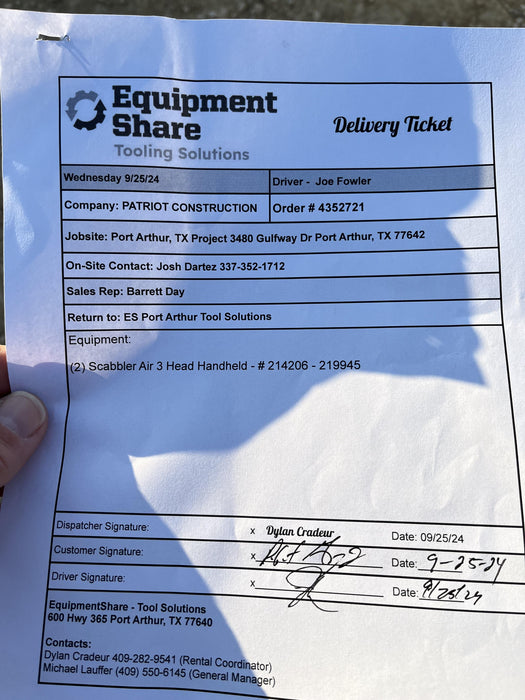 Equipment
Share
Tooling Solutions
Delivery Ticket
Wednesday 9/25/24
Driver - Joe Fowler
Company: PATRIOT CONSTRUCTION
Order # 4352721
Jobsite: Port Arthur, TX Project 3480 Gulfway Dr Port Arthur, TX 77642
On-Site Contact: Josh Dartez 337-352-1712
Sales Rep: Barrett Day
Return to: ES Port Arthur Tool Solutions
Equipment:
(2) Scabbler Air 3 Head Handheld - # 214206 - 219945
Dispatcher Signature: x Dylan Cradeur Date: 09/25/24
Customer Signature: x Date: 9-25-24
Driver Signature: x Date: 9/25/24
EquipmentShare - Tool Solutions
600 Hwy 365 Port Arthur, TX 77640
Contacts:
Dylan Cradeur 409-282-9541 (Rental Coordinator)
Michael Lauffer (409) 550-6145 (General Manager)